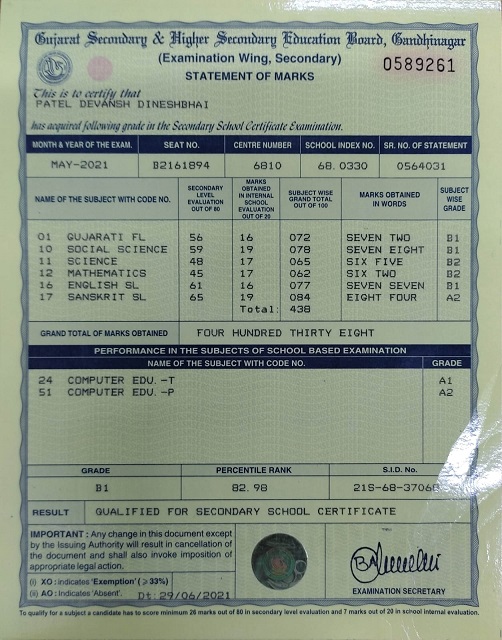 Gujarat Secondary & Higher Secondary Education Board, Gandhinagar
(Examination Wing, Secondary)
0589261
STATEMENT OF MARKS
This is to certify that
PATEL DEVANSH DINESHBHAI
has acquired following grade in the Secondary School Certificate Examination.
MONTH & YEAR OF THE EXAM. SEAT NO. CENTRE NUMBER SCHOOL INDEX NO. SR. NO. OF STATEMENT
MAY-2021 B2161894 6810 68.0330 0564031
NAME OF THE SUBJECT WITH CODE NO. SECONDARY LEVEL EVALUATION OUT OF 80 MARKS OBTAINED IN INTERNAL SCHOOL EVALUATION OUT OF 20 SUBJECT WISE GRAND TOTAL OUT OF 100 MARKS OBTAINED IN WORDS SUBJECT WISE GRADE
01 GUJARATI FL 56 16 072 SEVEN TWO B1
10 SOCIAL SCIENCE 59 19 078 SEVEN EIGHT B1
11 SCIENCE 48 17 065 SIX FIVE B2
12 MATHEMATICS 45 17 062 SIX TWO B2
16 ENGLISH SL 61 16 077 SEVEN SEVEN B1
17 SANSKRIT SL 65 19 084 EIGHT FOUR A2
Total: 438
GRAND TOTAL OF MARKS OBTAINED FOUR HUNDRED THIRTY EIGHT
PERFORMANCE IN THE SUBJECTS OF SCHOOL BASED EXAMINATION
NAME OF THE SUBJECT WITH CODE NO. GRADE
24 COMPUTER EDU. -T A1
51 COMPUTER EDU. -P A2
GRADE PERCENTILE RANK S.I.D. No.
B1 82.98 21S-68-3706
RESULT QUALIFIED FOR SECONDARY SCHOOL CERTIFICATE
IMPORTANT : Any change in this document except
by the Issuing Authority will result in cancellation of
the document and shall also invoke imposition of
appropriate legal action.
(i) XO : Indicates 'Exemption' (≥ 33%)
(ii) AO : Indicates 'Absent'. Dt: 29/06/2021
EXAMINATION SECRETARY
To qualify for a subject a candidate has to score minimum 26 marks out of 80 in secondary level evaluation and 7 marks out of 20 in school internal evaluation.